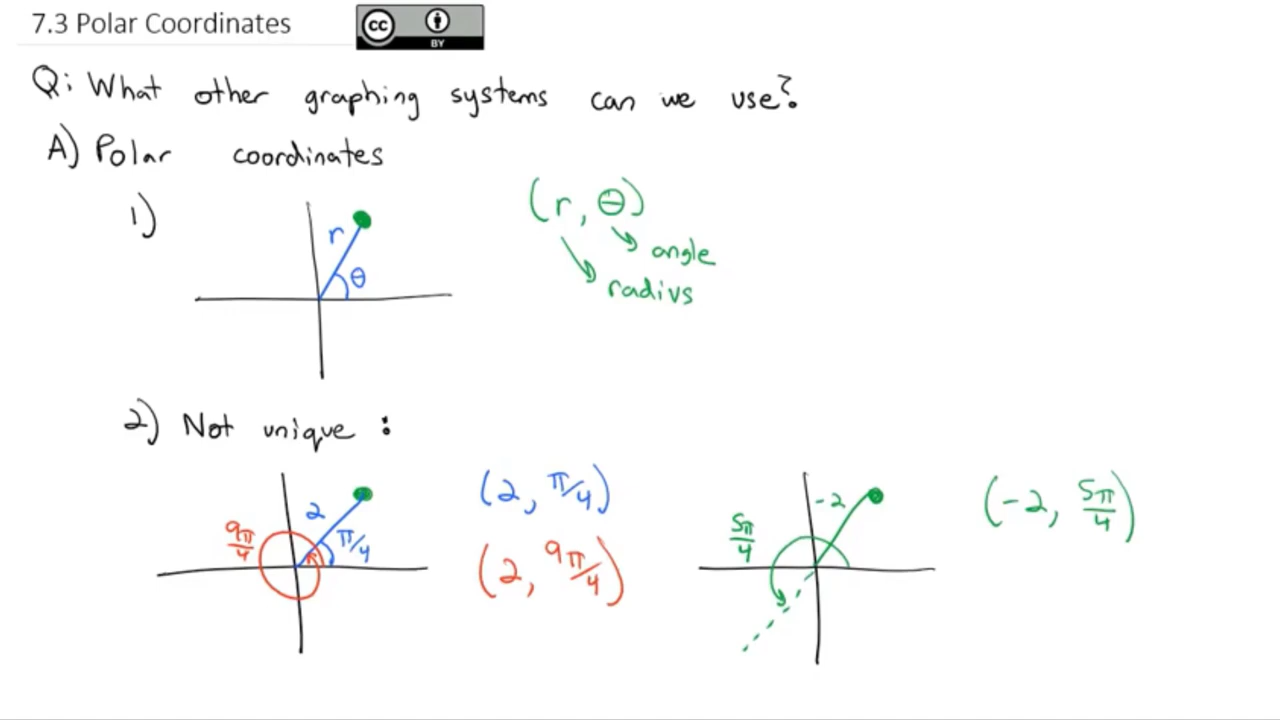 7.3 Polar Coordinates
cc BY
Q: What other graphing systems can we use?
A) Polar coordinates
1)
r
θ
(r, θ)
angle
radius
2) Not unique :
2
π/4
9π/4
(2, π/4)
(2, 9π/4)
-2
5π/4
(-2, 5π/4)